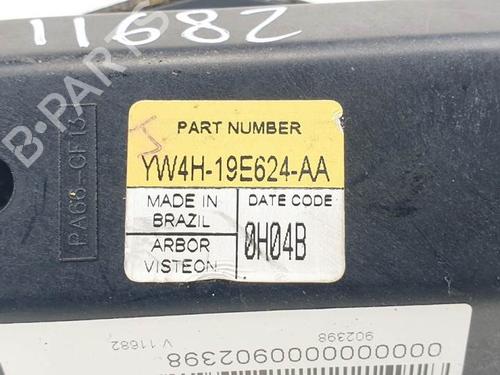 11682
PA66-GF13
PART NUMBER
YW4H-19E624-AA
MADE IN
BRAZIL
DATE CODE
0H04B
ARBOR
VISTEON
902398
V 11682
0000000000902398
B-Parts